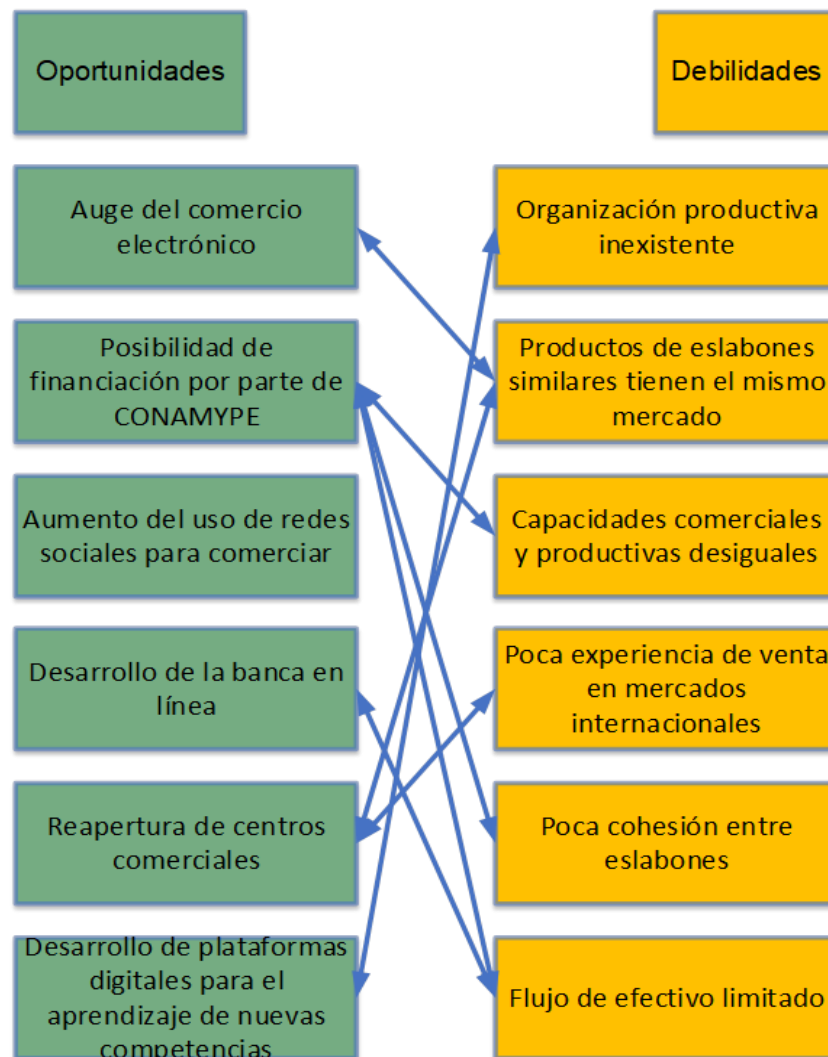 Oportunidades
Debilidades
Auge del comercio
electrónico
Organización productiva
inexistente
Posibilidad de
financiación por parte de
CONAMYPE
Productos de eslabones
similares tienen el mismo
mercado
Aumento del uso de redes
sociales para comerciar
Capacidades comerciales
y productivas desiguales
Desarrollo de la banca en
línea
Poca experiencia de venta
en mercados
internacionales
Reapertura de centros
comerciales
Poca cohesión entre
eslabones
Desarrollo de plataformas
digitales para el
aprendizaje de nuevas
competencias
Flujo de efectivo limitado